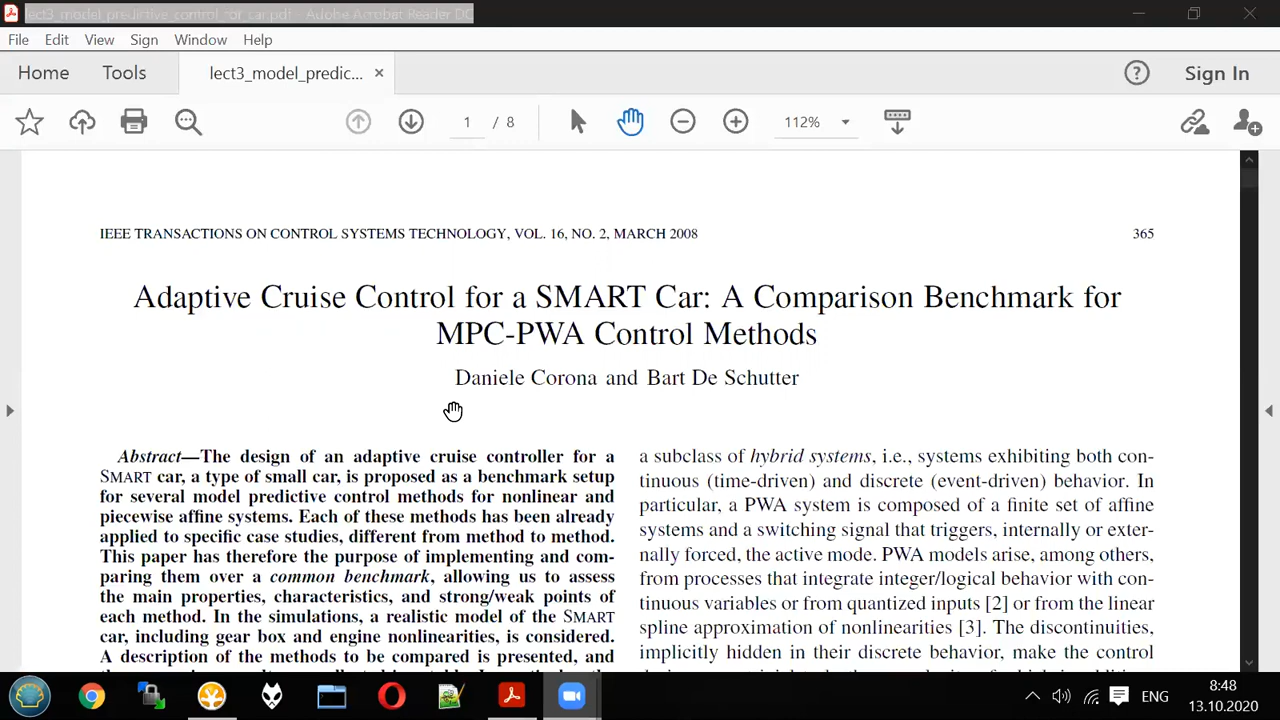 lect3_model_predictive_control_for_car.pdf - Adobe Acrobat Reader DC
File Edit View Sign Window Help
Home Tools lect3_model_predic... × Sign In
1 / 8 112%
IEEE TRANSACTIONS ON CONTROL SYSTEMS TECHNOLOGY, VOL. 16, NO. 2, MARCH 2008 365
Adaptive Cruise Control for a SMART Car: A Comparison Benchmark for
MPC-PWA Control Methods
Daniele Corona and Bart De Schutter
Abstract—The design of an adaptive cruise controller for a
SMART car, a type of small car, is proposed as a benchmark setup
for several model predictive control methods for nonlinear and
piecewise affine systems. Each of these methods has been already
applied to specific case studies, different from method to method.
This paper has therefore the purpose of implementing and com-
paring them over a common benchmark, allowing us to assess
the main properties, characteristics, and strong/weak points of
each method. In the simulations, a realistic model of the SMART
car, including gear box and engine nonlinearities, is considered.
A description of the methods to be compared is presented, and
a subclass of hybrid systems, i.e., systems exhibiting both con-
tinuous (time-driven) and discrete (event-driven) behavior. In
particular, a PWA system is composed of a finite set of affine
systems and a switching signal that triggers, internally or exter-
nally forced, the active mode. PWA models arise, among others,
from processes that integrate integer/logical behavior with con-
tinuous variables or from quantized inputs [2] or from the linear
spline approximation of nonlinearities [3]. The discontinuities,
implicitly hidden in their discrete behavior, make the control
ENG
8:48
13.10.2020